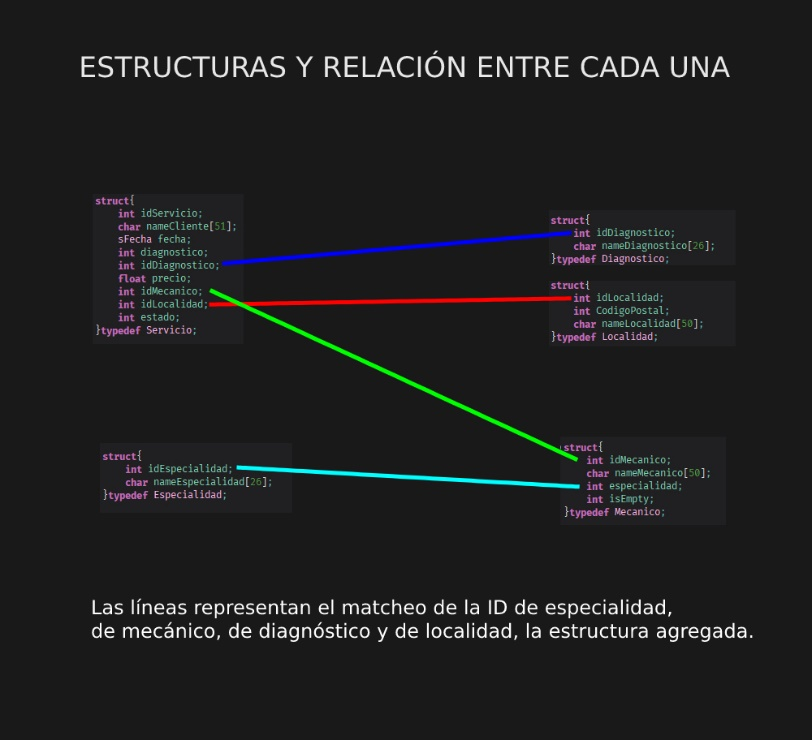 ESTRUCTURAS Y RELACIÓN ENTRE CADA UNA
struct{
int idServicio;
char nameCliente[51];
sFecha fecha;
int diagnostico;
int idDiagnostico;
float precio;
int idMecanico;
int idLocalidad;
int estado;
}typedef Servicio;
struct{
int idDiagnostico;
char nameDiagnostico[26];
}typedef Diagnostico;
struct{
int idLocalidad;
int CodigoPostal;
char nameLocalidad[50];
}typedef Localidad;
struct{
int idEspecialidad;
char nameEspecialidad[26];
}typedef Especialidad;
struct{
int idMecanico;
char nameMecanico[50];
int especialidad;
int isEmpty;
}typedef Mecanico;
Las líneas representan el matcheo de la ID de especialidad,
de mecánico, de diagnóstico y de localidad, la estructura agregada.